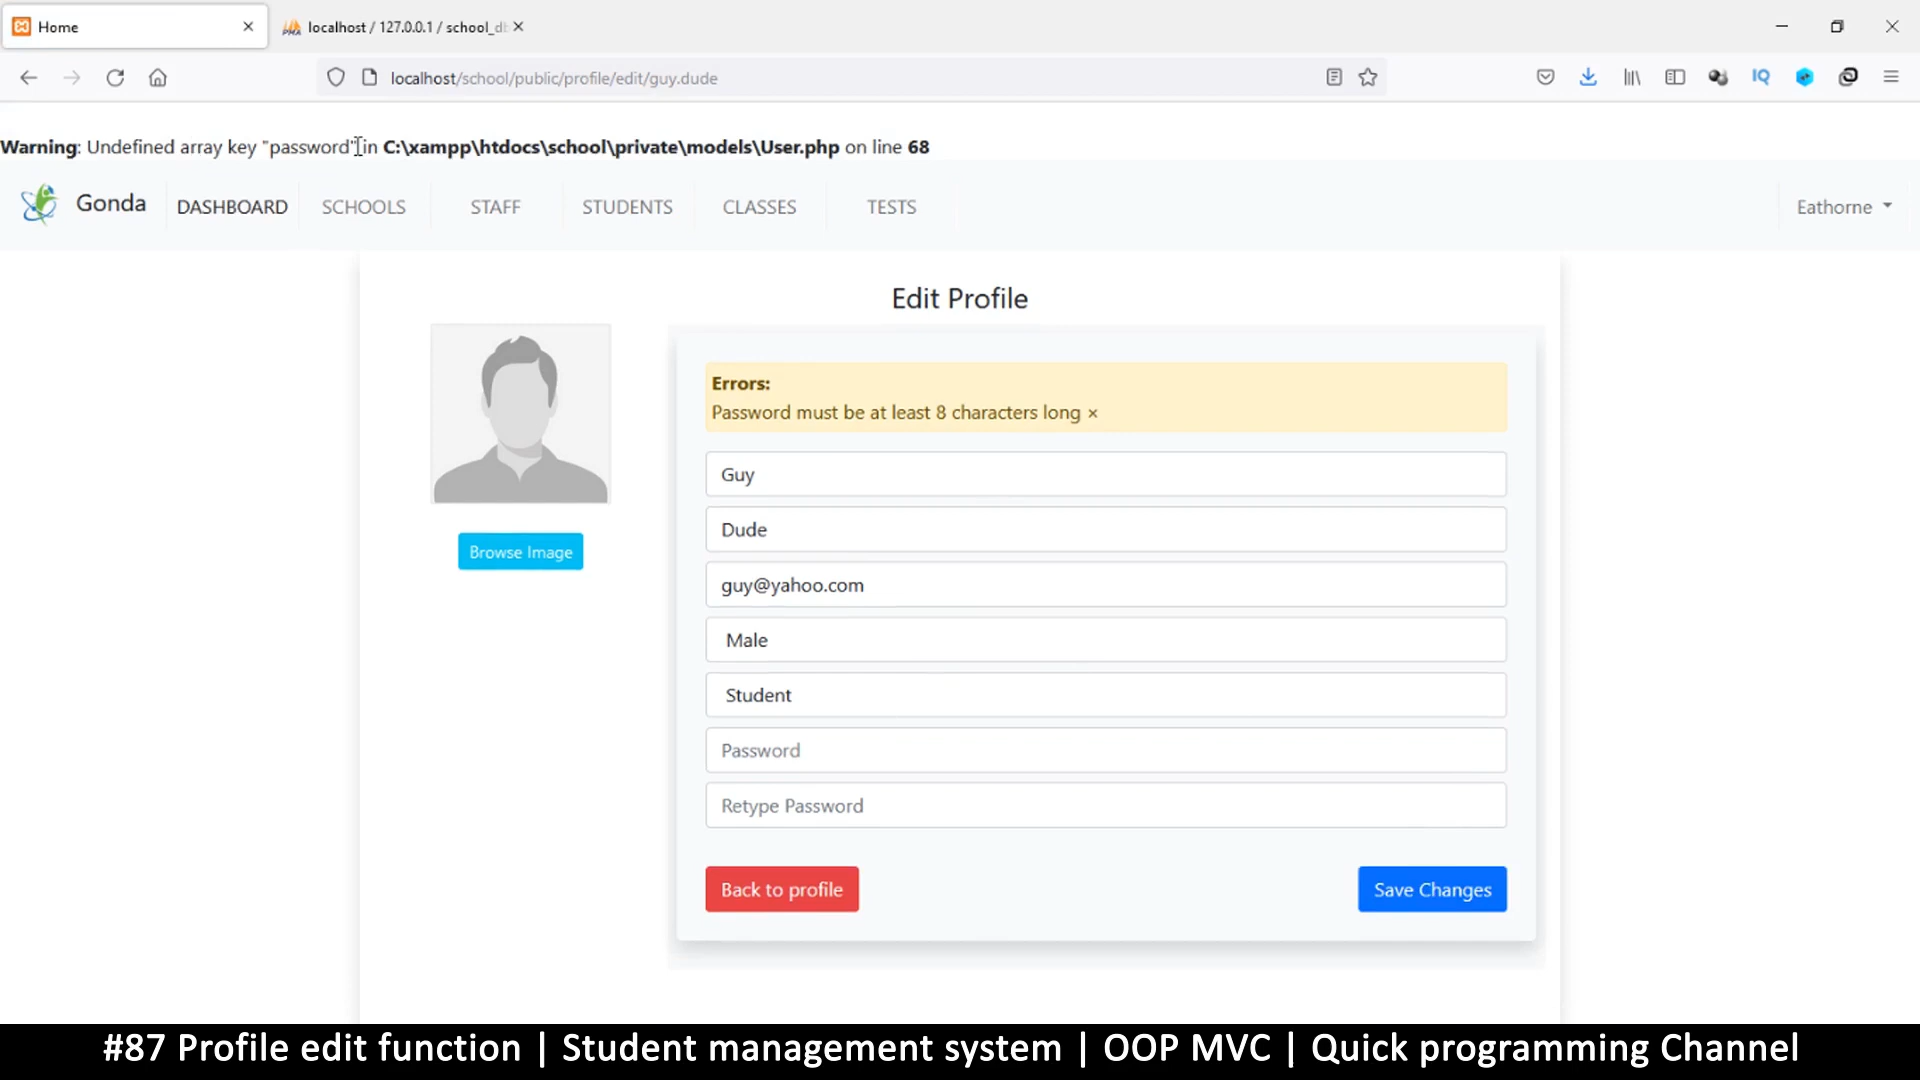 Home
localhost / 127.0.0.1 / school_d
localhost/school/public/profile/edit/guy.dude
IQ
Warning: Undefined array key "password" in C:\xampp\htdocs\school\private\models\User.php on line 68
Gonda DASHBOARD SCHOOLS STAFF STUDENTS CLASSES TESTS Eathorne
Edit Profile
Errors:
Password must be at least 8 characters long ×
Guy
Dude
guy@yahoo.com
Browse Image
Male
Student
Password
Retype Password
Back to profile Save Changes
#87 Profile edit function | Student management system | OOP MVC | Quick programming Channel